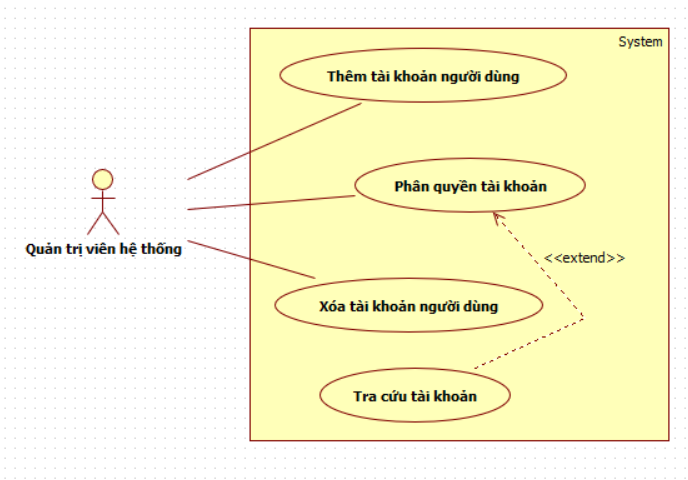 System
Thêm tài khoản người dùng
Phân quyền tài khoản
Quản trị viên hệ thống
<<extend>>
Xóa tài khoản người dùng
Tra cứu tài khoản